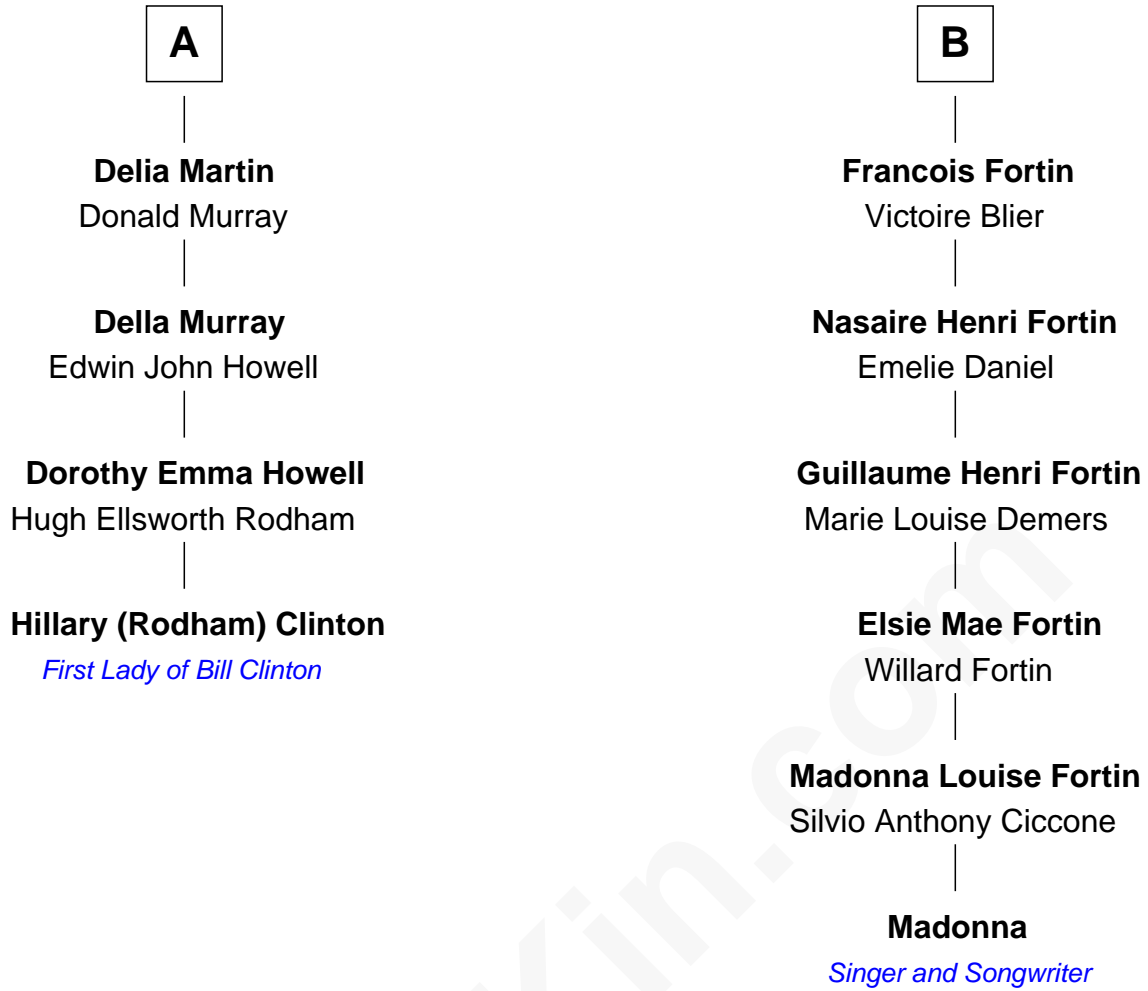 A
Delia Martin
Donald Murray
Della Murray
Edwin John Howell
Dorothy Emma Howell
Hugh Ellsworth Rodham
Hillary (Rodham) Clinton
First Lady of Bill Clinton
B
Francois Fortin
Victoire Blier
Nasaire Henri Fortin
Emelie Daniel
Guillaume Henri Fortin
Marie Louise Demers
Elsie Mae Fortin
Willard Fortin
Madonna Louise Fortin
Silvio Anthony Ciccone
Madonna
Singer and Songwriter
Kin.com